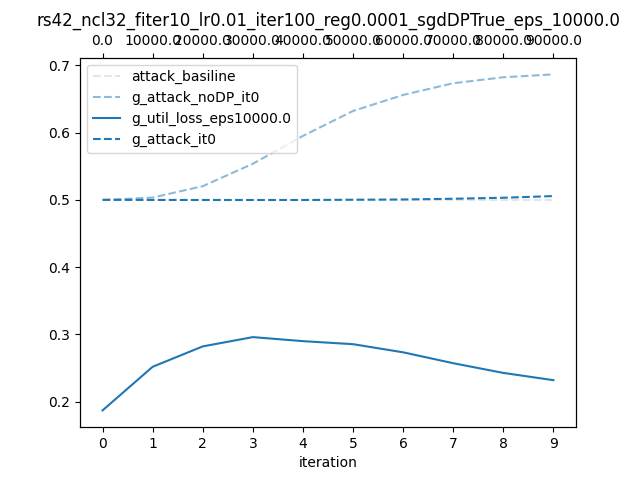 rs42_ncl32_fiter10_lr0.01_iter100_reg0.0001_sgdDPTrue_eps_10000.0
0.0 10000.0 20000.0 30000.0 40000.0 50000.0 60000.0 70000.0 80000.0 90000.0
attack_basiline
g_attack_noDP_it0
g_util_loss_eps10000.0
g_attack_it0
0.7
0.6
0.5
0.4
0.3
0.2
0 1 2 3 4 5 6 7 8 9
iteration